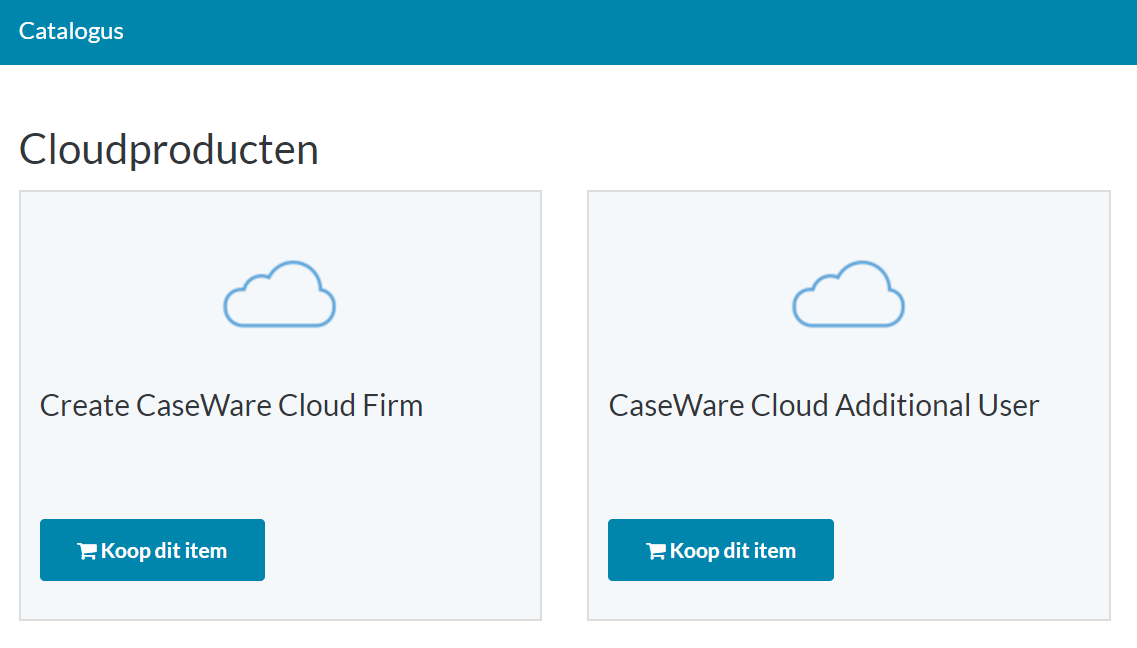 Catalogus
Cloudproducten
Create CaseWare Cloud Firm
Koop dit item
CaseWare Cloud Additional User
Koop dit item